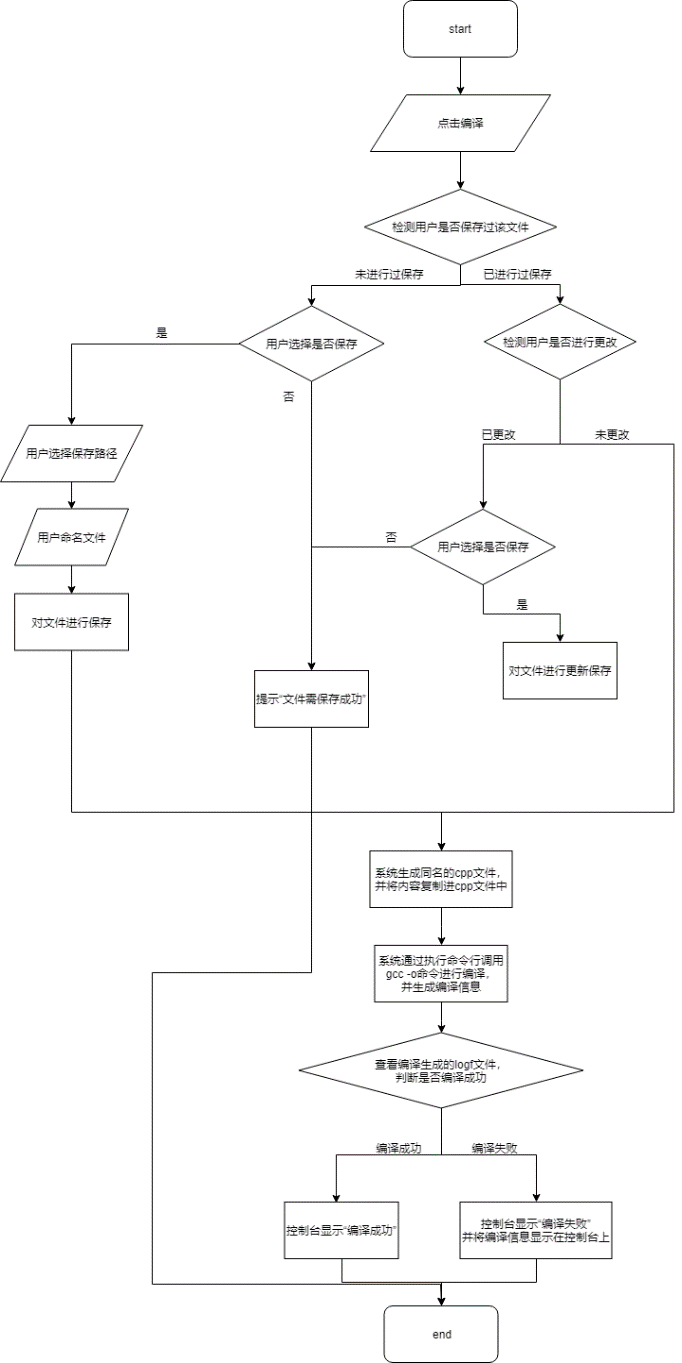 start
点击编译
检测用户是否保存过该文件
未进行过保存
已进行过保存
是
用户选择是否保存
检测用户是否进行更改
否
用户选择保存路径
已更改
未更改
用户命名文件
否
用户选择是否保存
是
对文件进行保存
对文件进行更新保存
提示“文件需保存成功”
系统生成同名的cpp文件，
并将内容复制进cpp文件中
系统通过执行命令行调用
gcc -o命令进行编译，
并生成编译信息
查看编译生成的logf文件，
判断是否编译成功
编译成功
编译失败
控制台显示“编译成功”
控制台显示“编译失败”
并将编译信息显示在控制台上
end